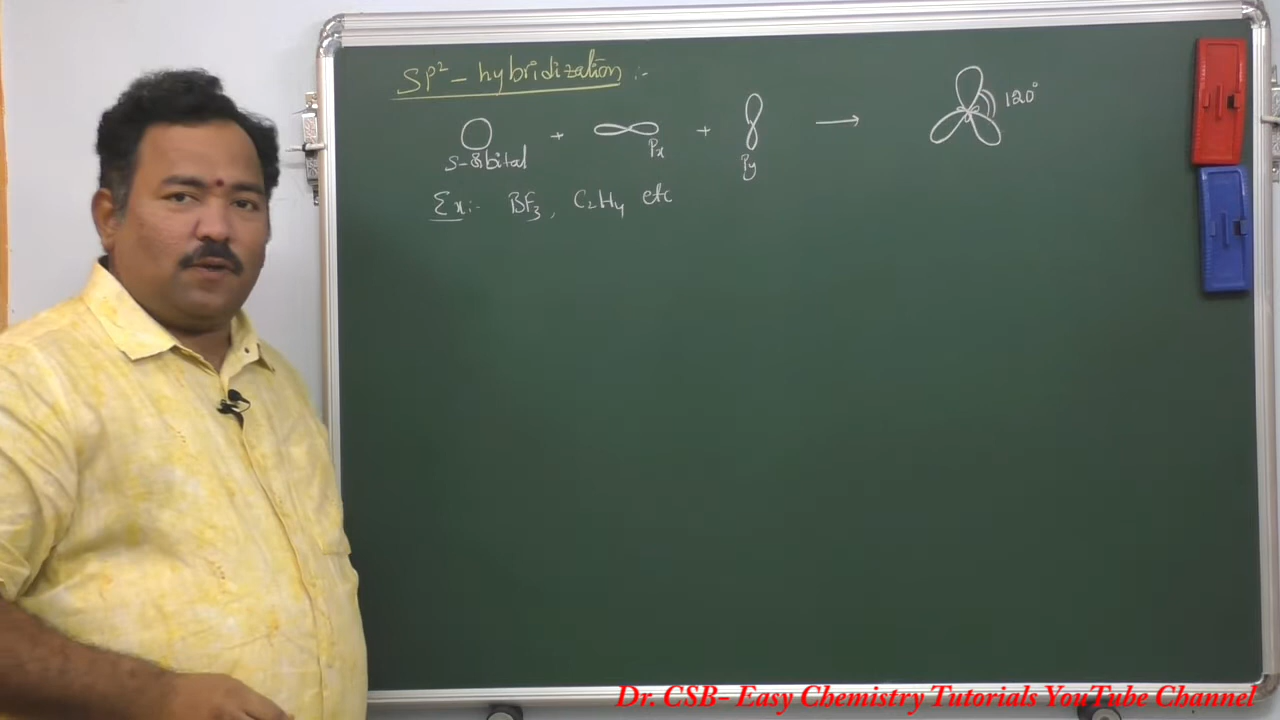 SP² - hybridization :-
S-orbital + Px + Py → 120°
Ex:- BF₃, C₂H₄ etc
Dr. CSB- Easy Chemistry Tutorials YouTube Channel